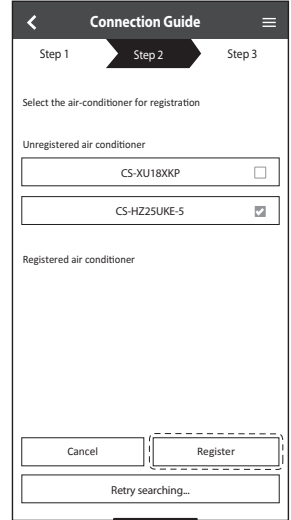 Connection Guide
Step 1 Step 2 Step 3
Select the air-conditioner for registration
Unregistered air conditioner
CS-XU18XKP
CS-HZ25UKE-5
Registered air conditioner
Cancel Register
Retry searching...